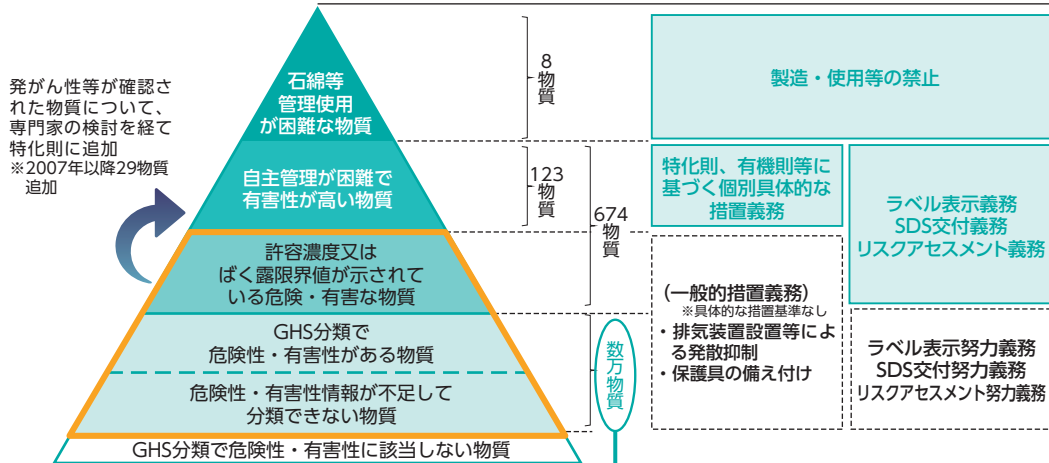 発がん性等が確認され
た物質について、
専門家の検討を経て
特化則に追加
※2007年以降29物質
追加
石綿等
管理使用
が困難な物質
自主管理が困難で
有害性が高い物質
許容濃度又は
ばく露限界値が示されて
いる危険・有害な物質
GHS分類で
危険性・有害性がある物質
危険性・有害性情報が不足して
分類できない物質
GHS分類で危険性・有害性に該当しない物質
8物質
123物質
674物質
数万物質
製造・使用等の禁止
特化則、有機則等に
基づく個別具体的な
措置義務
ラベル表示義務
SDS交付義務
リスクアセスメント義務
(一般的措置義務)
※具体的な措置基準なし
・排気装置設置等によ
る発散抑制
・保護具の備え付け
ラベル表示努力義務
SDS交付努力義務
リスクアセスメント努力義務